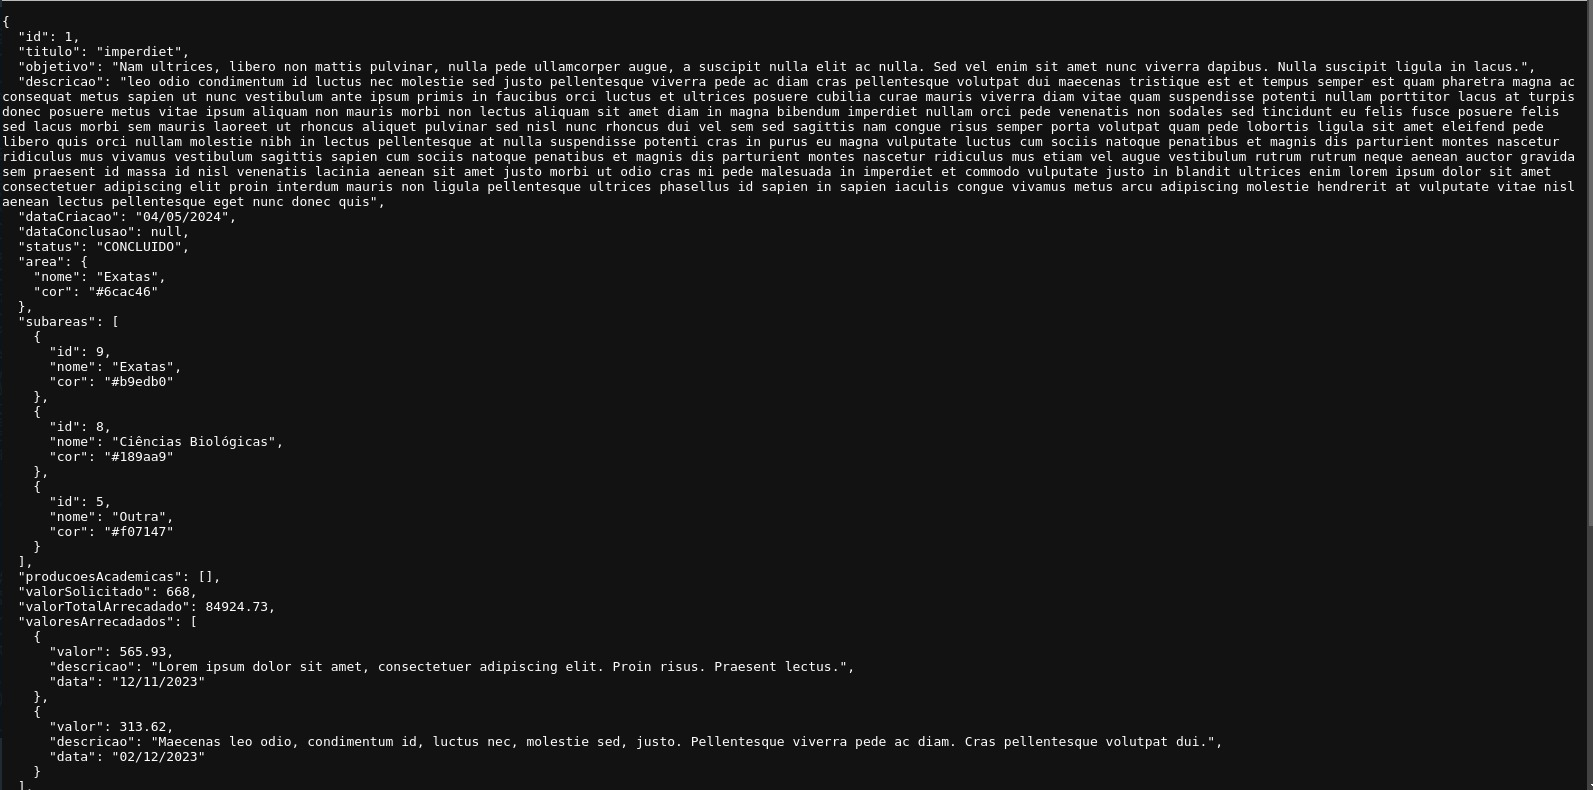 {
  "id": 1,
  "titulo": "imperdiet",
  "objetivo": "Nam ultrices, libero non mattis pulvinar, nulla pede ullamcorper augue, a suscipit nulla elit ac nulla. Sed vel enim sit amet nunc viverra dapibus. Nulla suscipit ligula in lacus.",
  "descricao": "leo odio condimentum id luctus nec molestie sed justo pellentesque viverra pede ac diam cras pellentesque volutpat dui maecenas tristique est et tempus semper est quam pharetra magna ac
consequat metus sapien ut nunc vestibulum ante ipsum primis in faucibus orci luctus et ultrices posuere cubilia curae mauris viverra diam vitae quam suspendisse potenti nullam porttitor lacus at turpis
donec posuere metus vitae ipsum aliquam non mauris morbi non lectus aliquam sit amet diam in magna bibendum imperdiet nullam orci pede venenatis non sodales sed tincidunt eu felis fusce posuere felis
sed lacus morbi sem mauris laoreet ut rhoncus aliquet pulvinar sed nisl nunc rhoncus dui vel sem sed sagittis nam congue risus semper porta volutpat quam pede lobortis ligula sit amet eleifend pede
libero quis orci nullam molestie nibh in lectus pellentesque at nulla suspendisse potenti cras in purus eu magna vulputate luctus cum sociis natoque penatibus et magnis dis parturient montes nascetur
ridiculus mus vivamus vestibulum sagittis sapien cum sociis natoque penatibus et magnis dis parturient montes nascetur ridiculus mus etiam vel augue vestibulum rutrum rutrum neque aenean auctor gravida
sem praesent id massa id nisl venenatis lacinia aenean sit amet justo morbi ut odio cras mi pede malesuada in imperdiet et commodo vulputate justo in blandit ultrices enim lorem ipsum dolor sit amet
consectetuer adipiscing elit proin interdum mauris non ligula pellentesque ultrices phasellus id sapien in sapien iaculis congue vivamus metus arcu adipiscing molestie hendrerit at vulputate vitae nisl
aenean lectus pellentesque eget nunc donec quis",
  "dataCriacao": "04/05/2024",
  "dataConclusao": null,
  "status": "CONCLUIDO",
  "area": {
    "nome": "Exatas",
    "cor": "#6cac46"
  },
  "subareas": [
    {
      "id": 9,
      "nome": "Exatas",
      "cor": "#b9edb0"
    },
    {
      "id": 8,
      "nome": "Ciências Biológicas",
      "cor": "#189aa9"
    },
    {
      "id": 5,
      "nome": "Outra",
      "cor": "#f07147"
    }
  ],
  "producoesAcademicas": [],
  "valorSolicitado": 668,
  "valorTotalArrecadado": 84924.73,
  "valoresArrecadados": [
    {
      "valor": 565.93,
      "descricao": "Lorem ipsum dolor sit amet, consectetuer adipiscing elit. Proin risus. Praesent lectus.",
      "data": "12/11/2023"
    },
    {
      "valor": 313.62,
      "descricao": "Maecenas leo odio, condimentum id, luctus nec, molestie sed, justo. Pellentesque viverra pede ac diam. Cras pellentesque volutpat dui.",
      "data": "02/12/2023"
    }
  ],